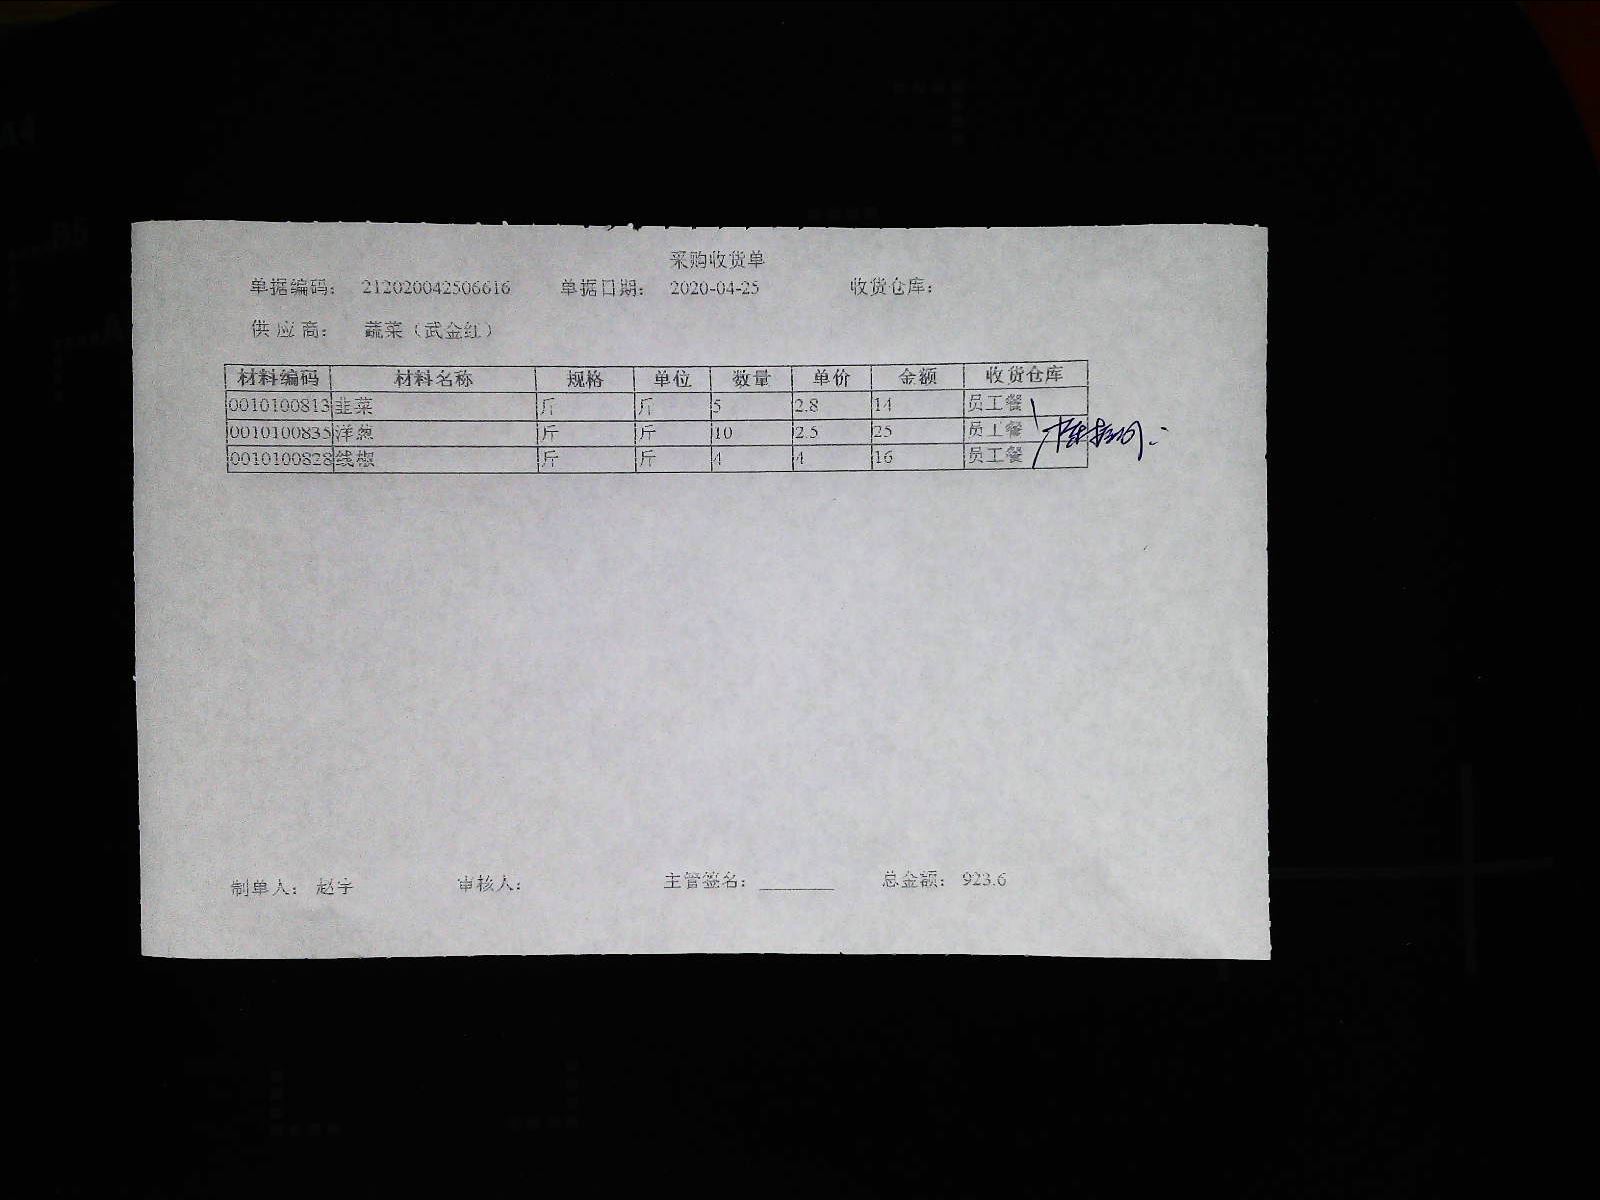 采购收货单
单据编码： 212020042506616 单据日期： 2020-04-25 收货仓库：
供 应 商： 蔬菜（武金红）
材料编码 材料名称 规格 单位 数量 单价 金额 收货仓库
0010100813 韭菜 斤 斤 5 2.8 14 员工餐
0010100835 洋葱 斤 斤 10 2.5 25 员工餐
0010100828 线椒 斤 斤 4 4 16 员工餐
制单人： 赵宇 审核人： 主管签名： 总金额： 923.6